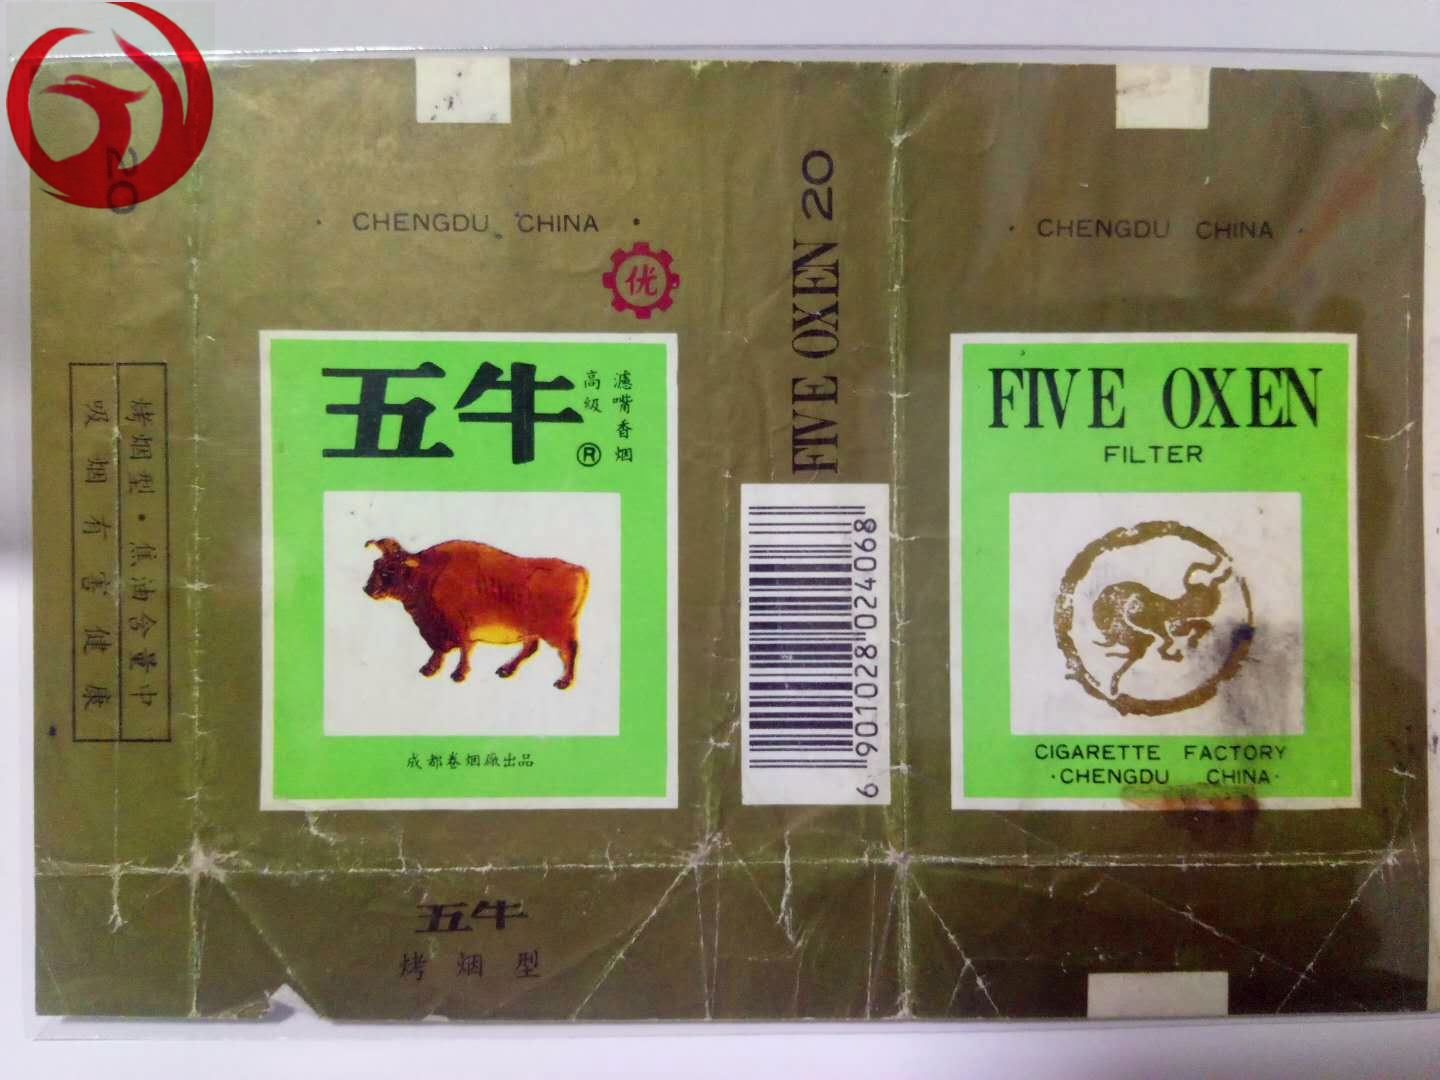 20
烤烟型·焦油含量中
吸烟有害健康
· CHENGDU CHINA ·
优
五牛
®
高级
濾嘴香烟
成都卷烟廠出品
五牛
烤烟型
FIVE OXEN 20
6 901028 024068
· CHENGDU CHINA ·
FIVE OXEN
FILTER
CIGARETTE FACTORY
·CHENGDU CHINA·